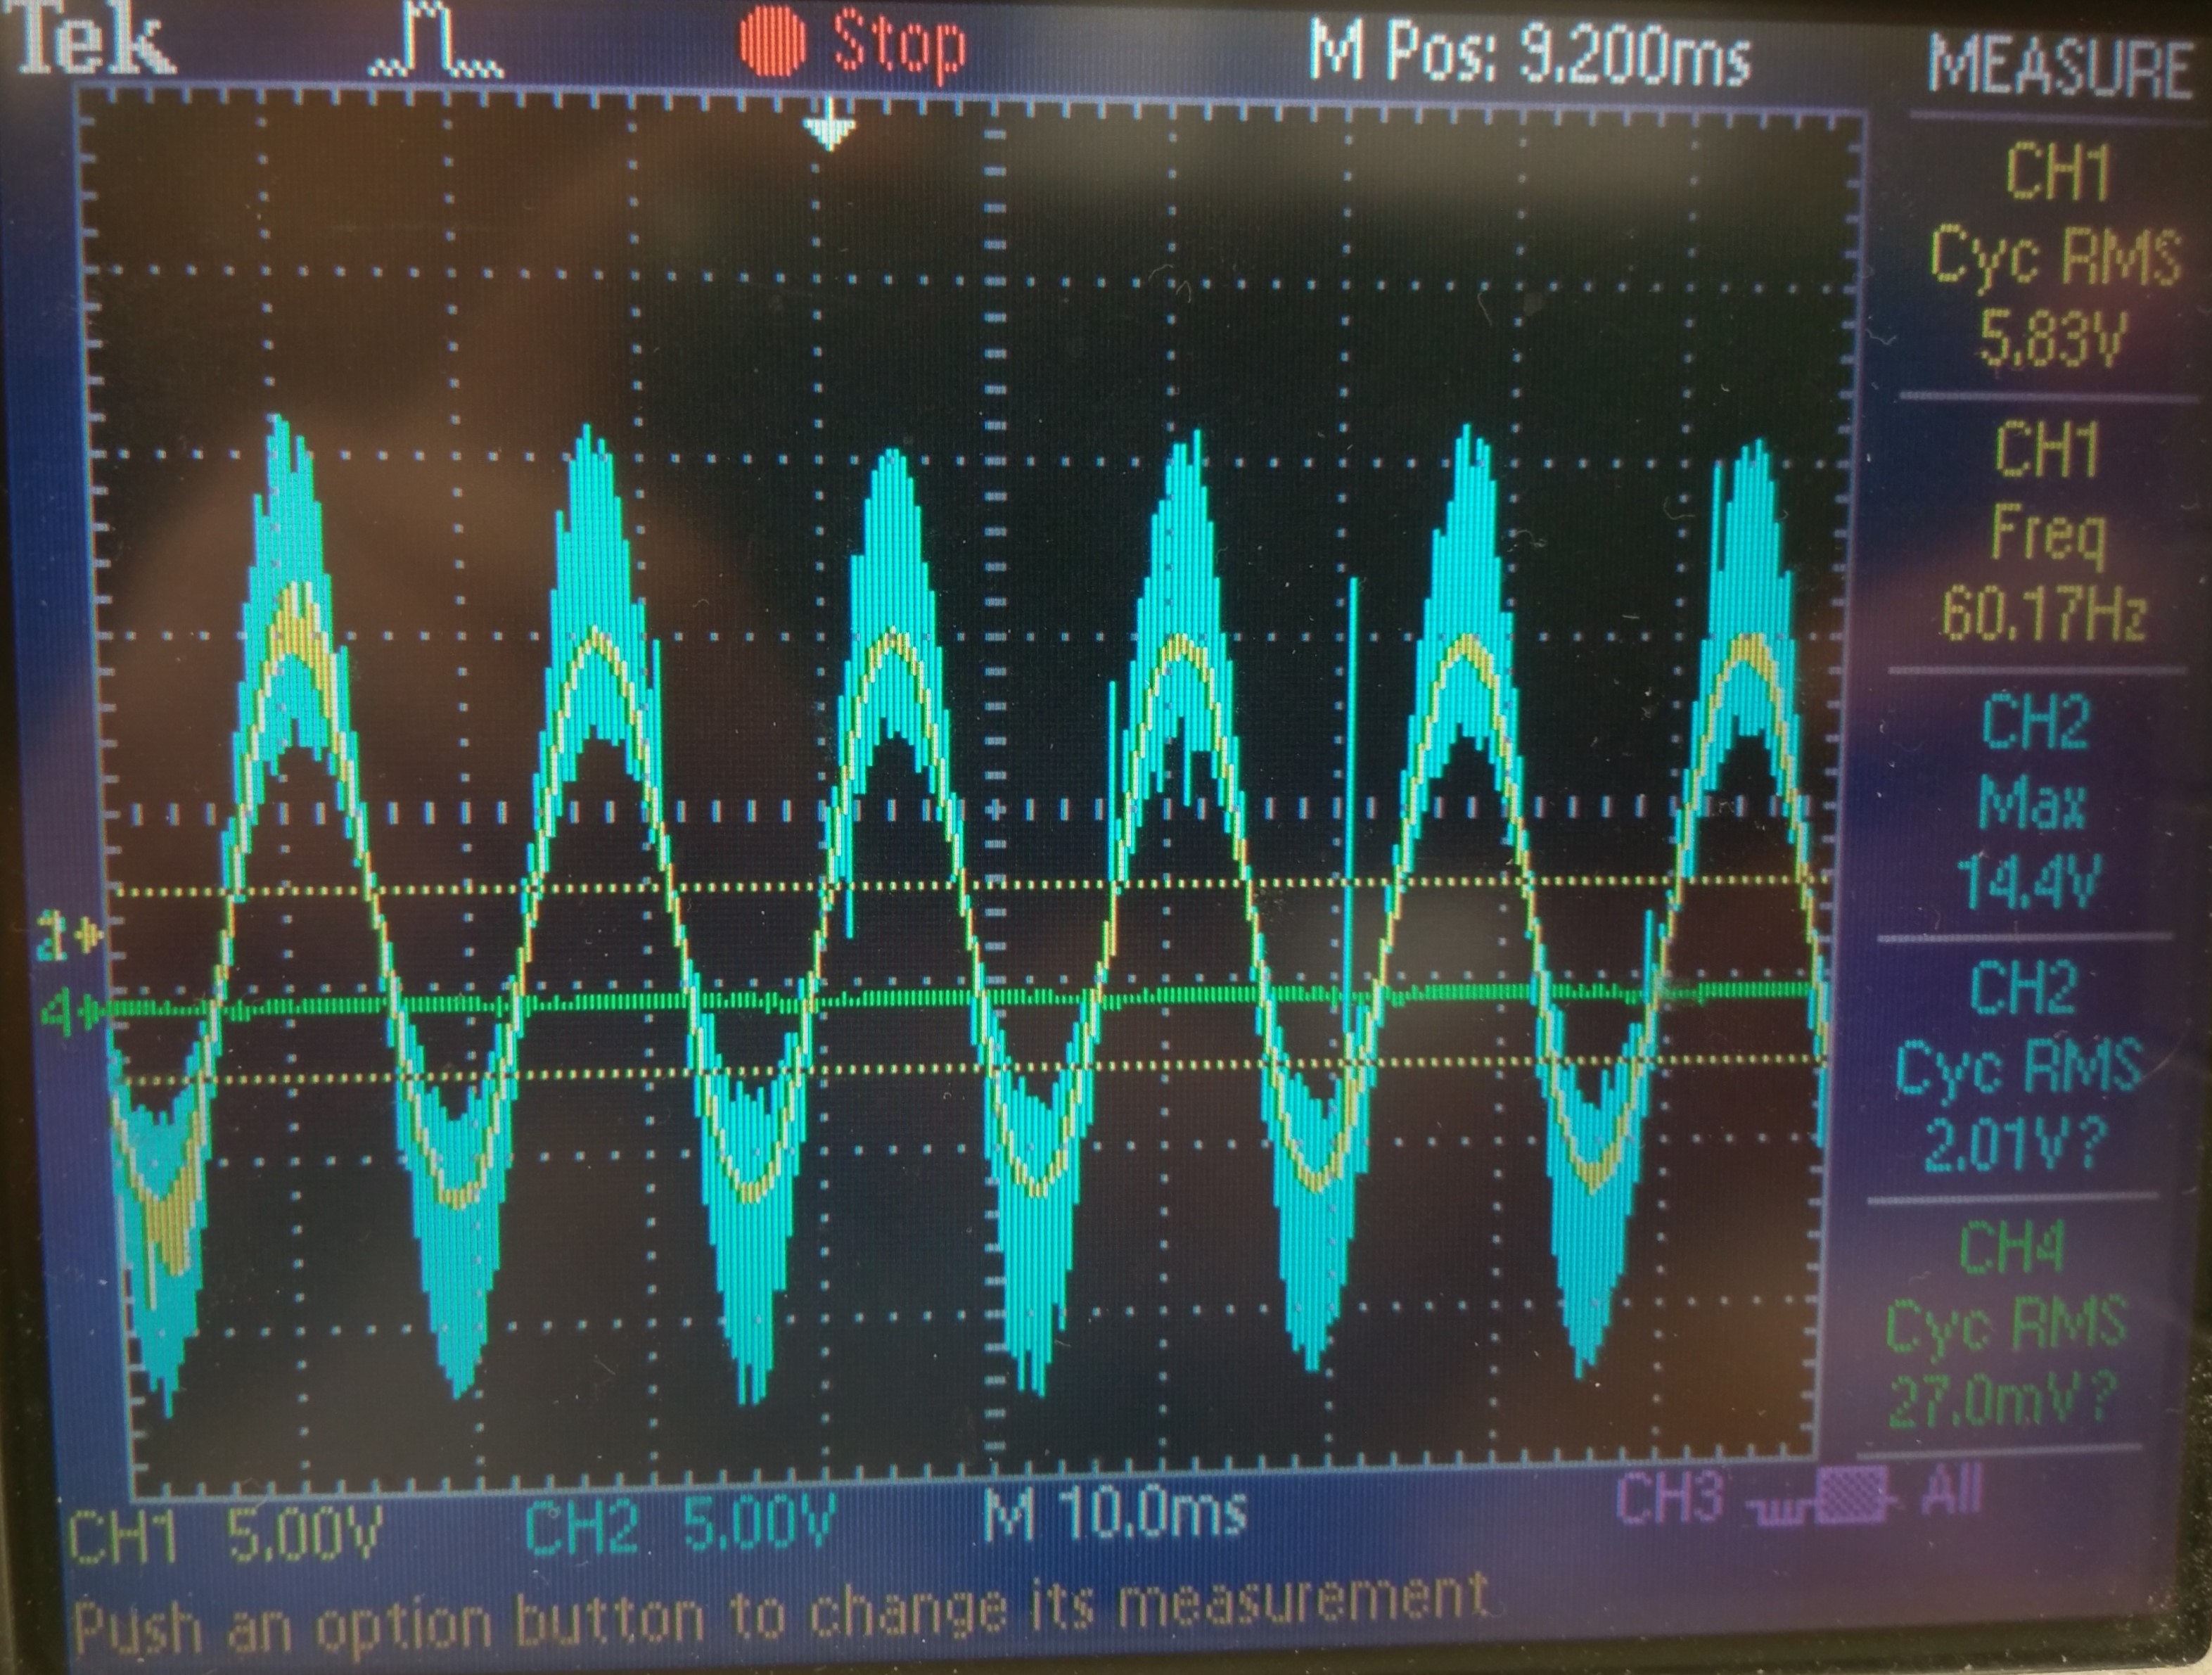 Tek Stop M Pos: 9.200ms MEASURE
CH1
Cyc RMS
5.83V
CH1
Freq
60.17Hz
CH2
Max
14.4V
2
4
CH2
Cyc RMS
2.01V?
CH4
Cyc RMS
27.0mV?
CH1 5.00V CH2 5.00V M 10.0ms CH3 All
Push an option button to change its measurement